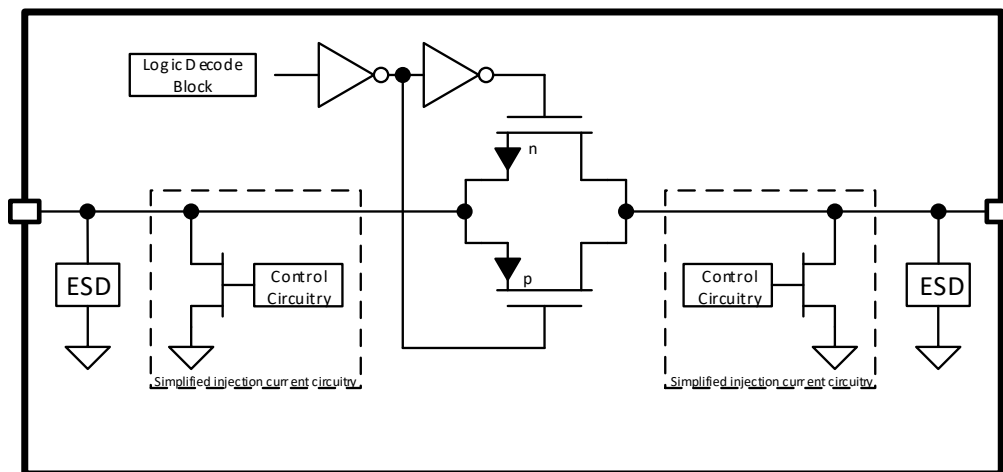 Logic Decode
Block
n
p
ESD
Control
Circuitry
Simplified injection current circuitry
Control
Circuitry
ESD
Simplified injection current circuitry